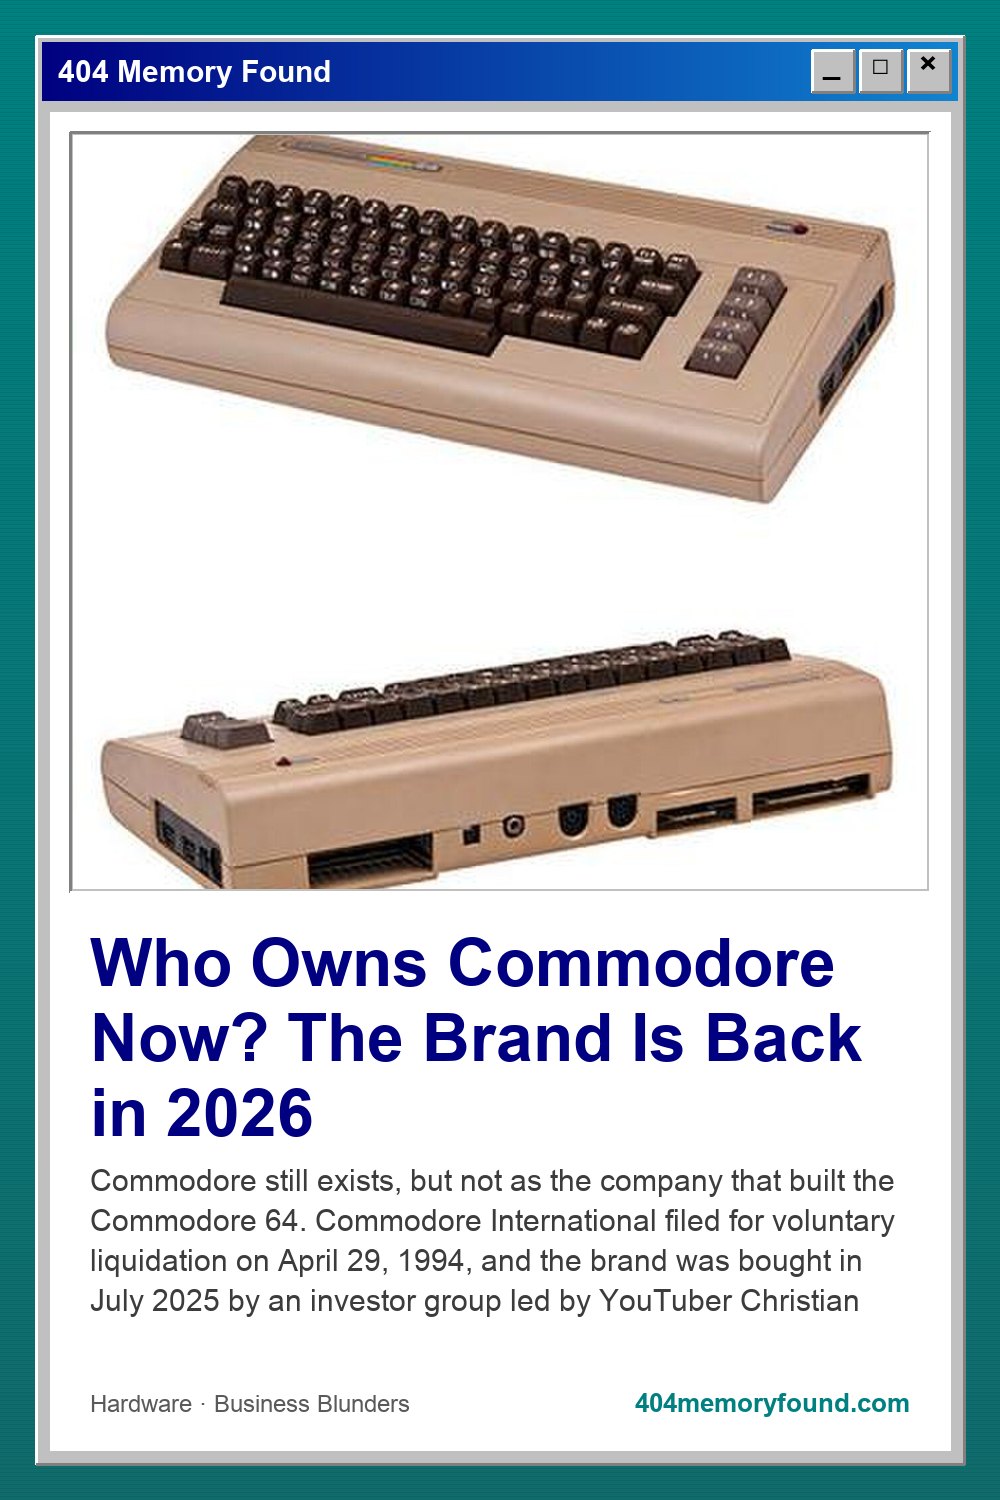 404 Memory Found
Who Owns Commodore
Now? The Brand Is Back
in 2026
Commodore still exists, but not as the company that built the
Commodore 64. Commodore International filed for voluntary
liquidation on April 29, 1994, and the brand was bought in
July 2025 by an investor group led by YouTuber Christian
Hardware · Business Blunders
404memoryfound.com